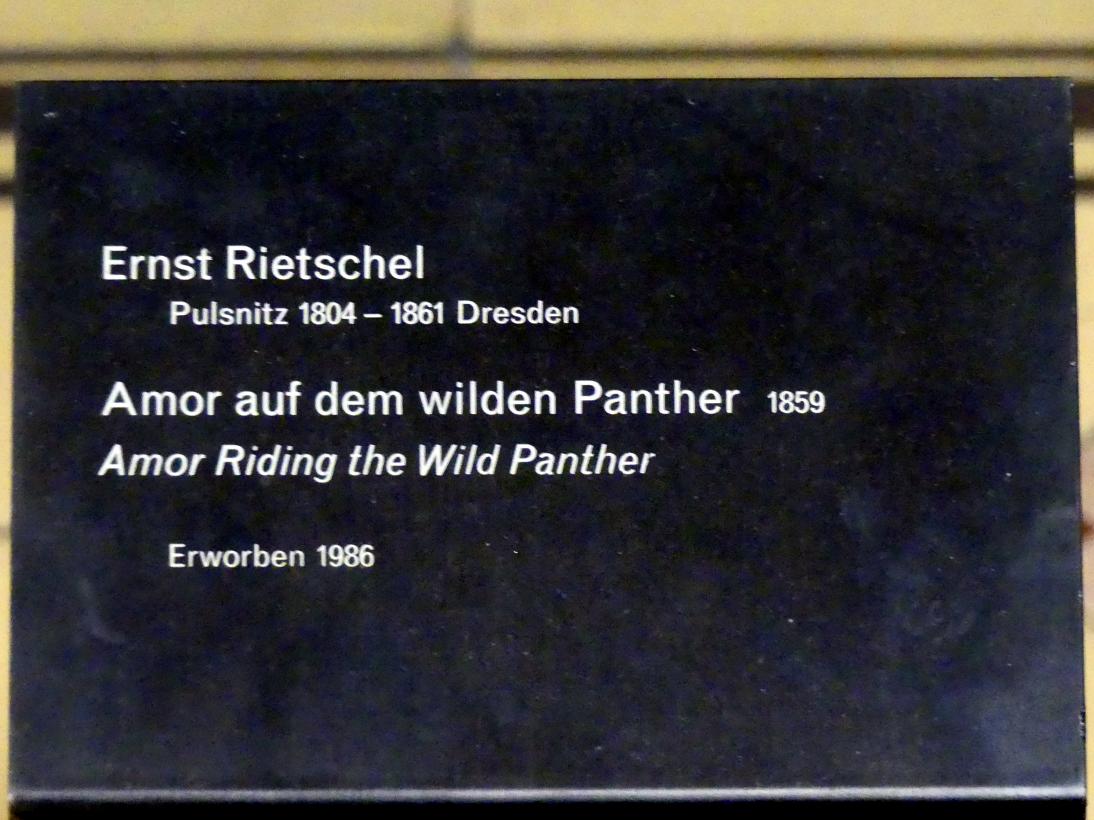 Ernst Rietschel
Pulsnitz 1804 – 1861 Dresden
Amor auf dem wilden Panther 1859
Amor Riding the Wild Panther
Erworben 1986